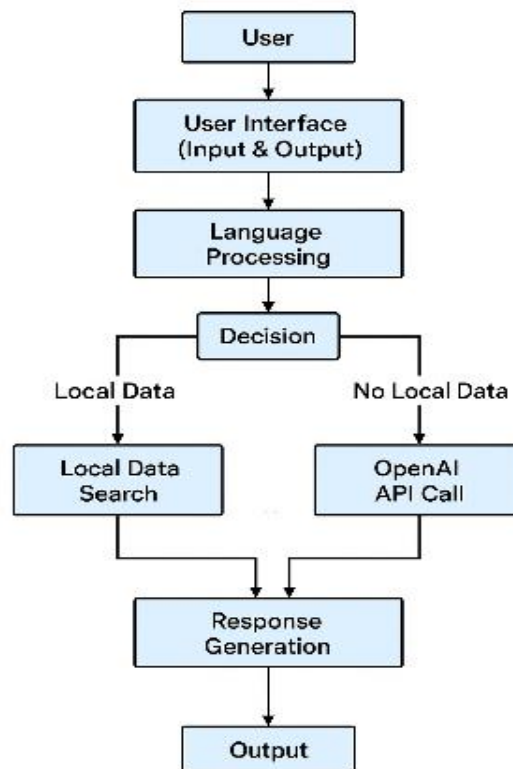 User
User Interface
(Input & Output)
Language
Processing
Decision
Local Data
No Local Data
Local Data
Search
OpenAI
API Call
Response
Generation
Output